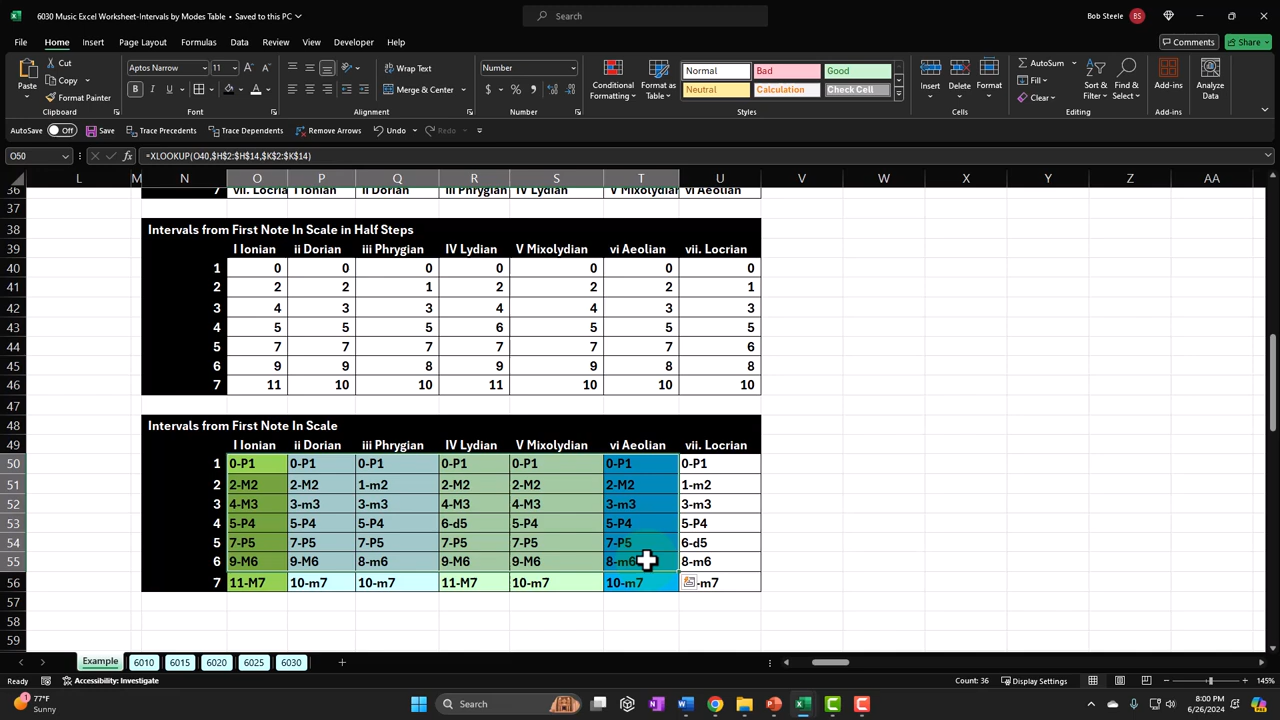 6030 Music Excel Worksheet-Intervals by Modes Table • Saved to this PC
Search
Bob Steele BS
File Home Insert Page Layout Formulas Data Review View Developer Help
Comments Share
Paste
Cut
Copy
Format Painter
Clipboard
Aptos Narrow 11
B I U
Font
Wrap Text
Merge & Center
Alignment
Number
$ % 9
Number
Conditional Formatting
Format as Table
Normal Bad Good
Neutral Calculation Check Cell
Styles
Insert Delete Format
Cells
AutoSum
Fill
Clear
Sort & Filter
Find & Select
Editing
Add-ins
Add-ins
Analyze Data
AutoSave Off Save Trace Precedents Trace Dependents Remove Arrows Undo
O50 fx =XLOOKUP(O40,$H$2:$H$14,$K$2:$K$14)
L M N O P Q R S T U V W X Y Z AA
36 7 vii. Locria I Ionian ii Dorian iii Phrygian IV Lydian V Mixolydian vi Aeolian
37
38 Intervals from First Note In Scale in Half Steps
39 I Ionian ii Dorian iii Phrygian IV Lydian V Mixolydian vi Aeolian vii. Locrian
40 1 0 0 0 0 0 0 0
41 2 2 2 1 2 2 2 1
42 3 4 3 3 4 4 3 3
43 4 5 5 5 6 5 5 5
44 5 7 7 7 7 7 7 6
45 6 9 9 8 9 9 8 8
46 7 11 10 10 11 10 10 10
47
48 Intervals from First Note In Scale
49 I Ionian ii Dorian iii Phrygian IV Lydian V Mixolydian vi Aeolian vii. Locrian
50 1 0-P1 0-P1 0-P1 0-P1 0-P1 0-P1 0-P1
51 2 2-M2 2-M2 1-m2 2-M2 2-M2 2-M2 1-m2
52 3 4-M3 3-m3 3-m3 4-M3 4-M3 3-m3 3-m3
53 4 5-P4 5-P4 5-P4 6-d5 5-P4 5-P4 5-P4
54 5 7-P5 7-P5 7-P5 7-P5 7-P5 7-P5 6-d5
55 6 9-M6 9-M6 8-m6 9-M6 9-M6 8-m6 8-m6
56 7 11-M7 10-m7 10-m7 11-M7 10-m7 10-m7 -m7
57
58
59
Example 6010 6015 6020 6025 6030
Ready Accessibility: Investigate Count: 36 Display Settings 145%
77°F
Sunny
Search
8:00 PM
6/26/2024